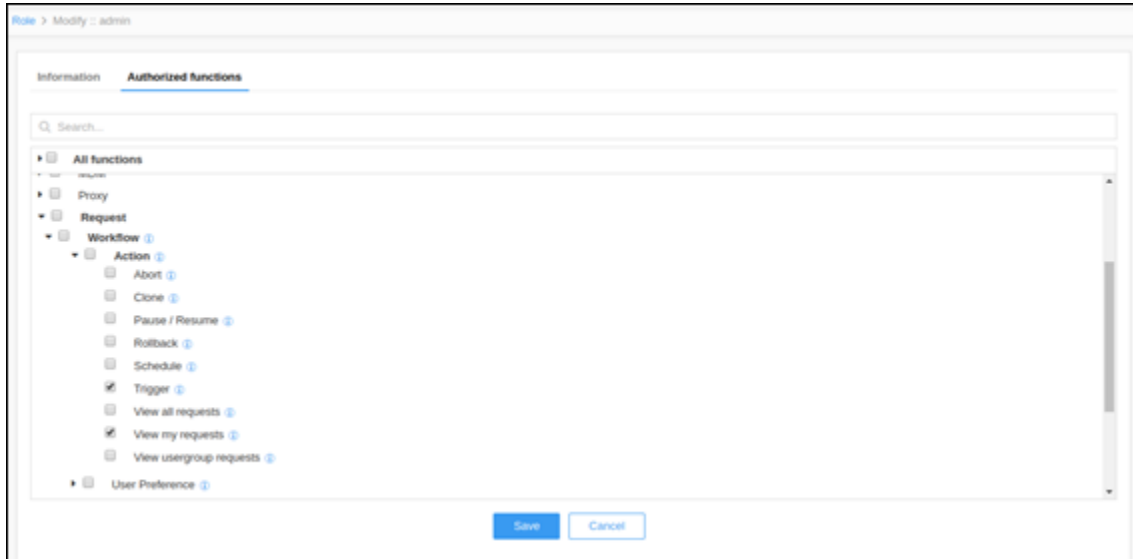 Role > Modify :: admin
Information Authorized functions
Search...
All functions
MDM
Proxy
Request
Workflow
Action
Abort
Clone
Pause / Resume
Rollback
Schedule
Trigger
View all requests
View my requests
View usergroup requests
User Preference
Save Cancel